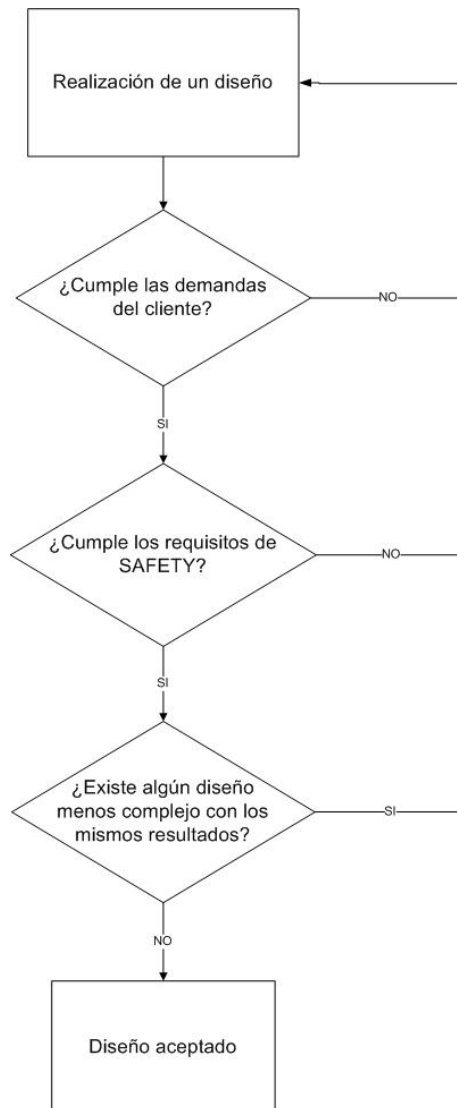 Realización de un diseño
¿Cumple las demandas
del cliente?
NO
SI
¿Cumple los requisitos de
SAFETY?
NO
SI
¿Existe algún diseño
menos complejo con los
mismos resultados?
SI
NO
Diseño aceptado